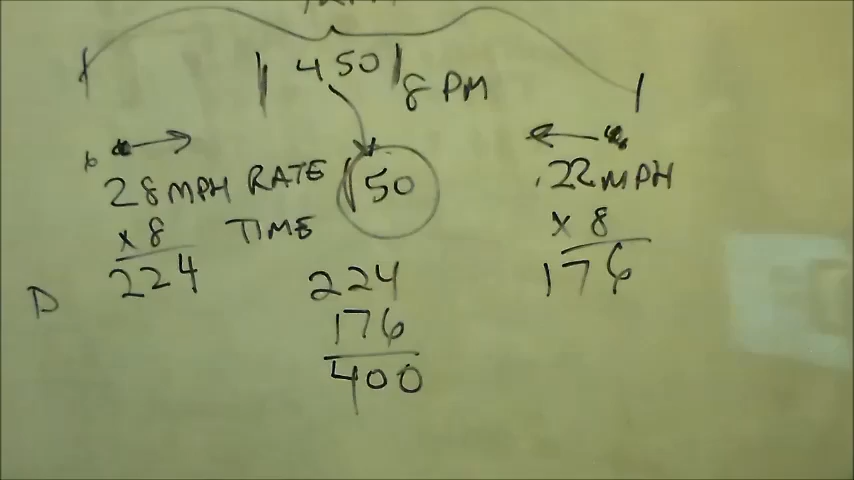 450
8 PM
28 MPH RATE
x 8 TIME
224
D
50
224
176
400
.22 MPH
x 8
176